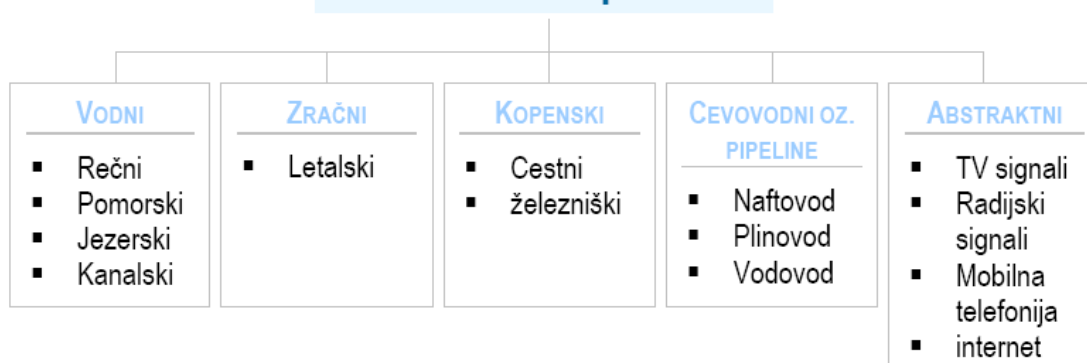 VODNI
Rečni
Pomorski
Jezerski
Kanalski
ZRAČNI
Letalski
KOPENSKI
Cestni
železniški
CEVOVODNI OZ.
PIPELINE
Naftovod
Plinovod
Vodovod
ABSTRAKTNI
TV signali
Radijski
signali
Mobilna
telefonija
internet